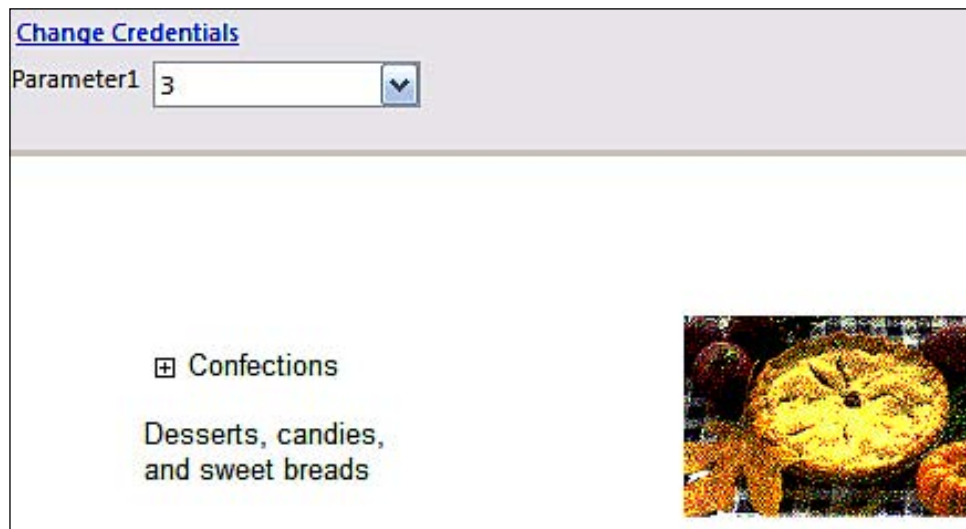 Change Credentials
Parameter1 3
Confections
Desserts, candies,
and sweet breads